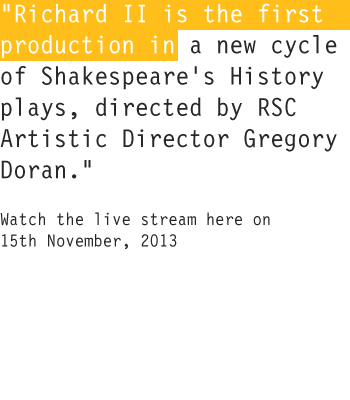 "Richard II is the first
production in a new cycle
of Shakespeare's History
plays, directed by RSC
Artistic Director Gregory
Doran."
Watch the live stream here on
15th November, 2013